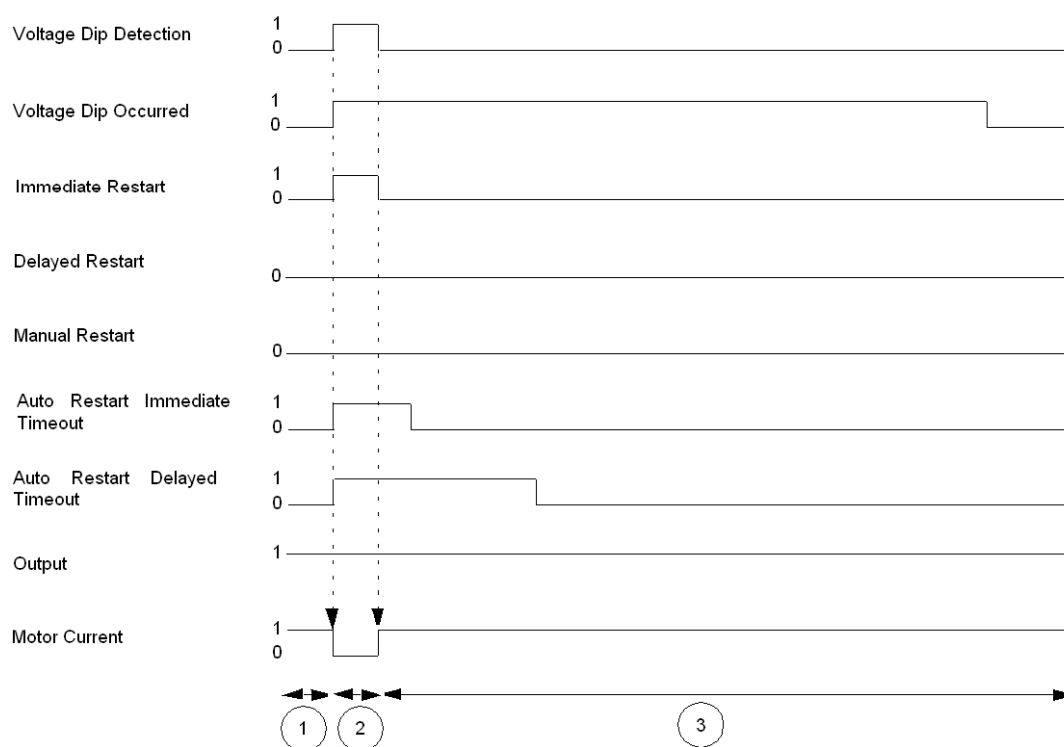 Voltage Dip Detection
1
0
Voltage Dip Occurred
1
0
Immediate Restart
1
0
Delayed Restart
0
Manual Restart
0
Auto Restart Immediate
Timeout
1
0
Auto Restart Delayed
Timeout
1
0
Output
1
Motor Current
1
0
1
2
3